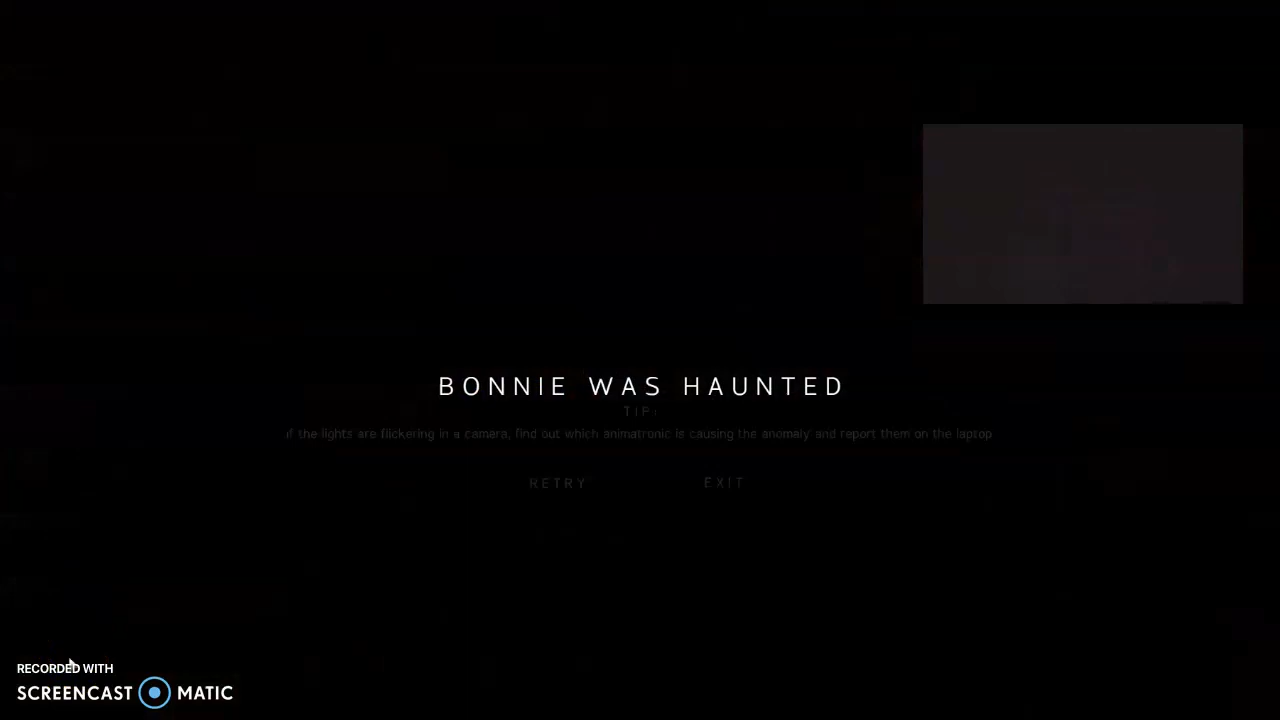 BONNIE WAS HAUNTED
TIP:
if the lights are flickering in a camera, find out which animatronic is causing the anomaly and report them on the laptop
RETRY EXIT
RECORDED WITH
SCREENCAST MATIC